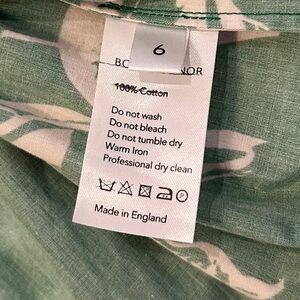 6
100% Cotton
Do not wash
Do not bleach
Do not tumble dry
Warm Iron
Professional dry clean
P
Made in England